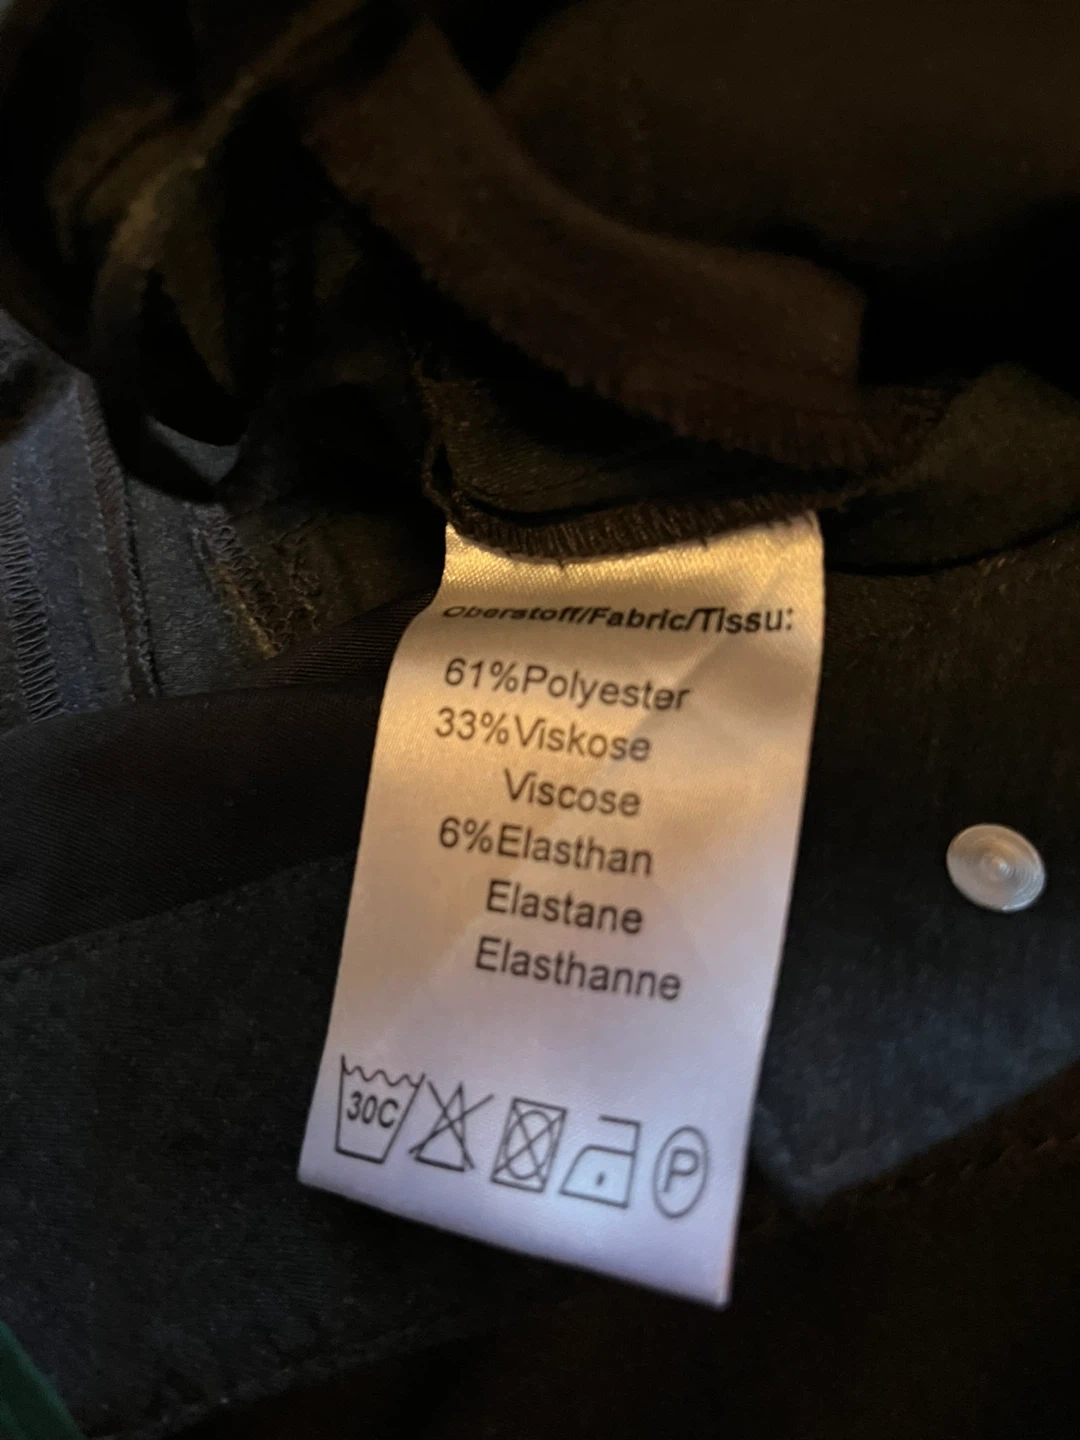 Oberstoff/Fabric/Tissu:
61%Polyester
33%Viskose
Viscose
6%Elasthan
Elastane
Elasthanne
30C
P